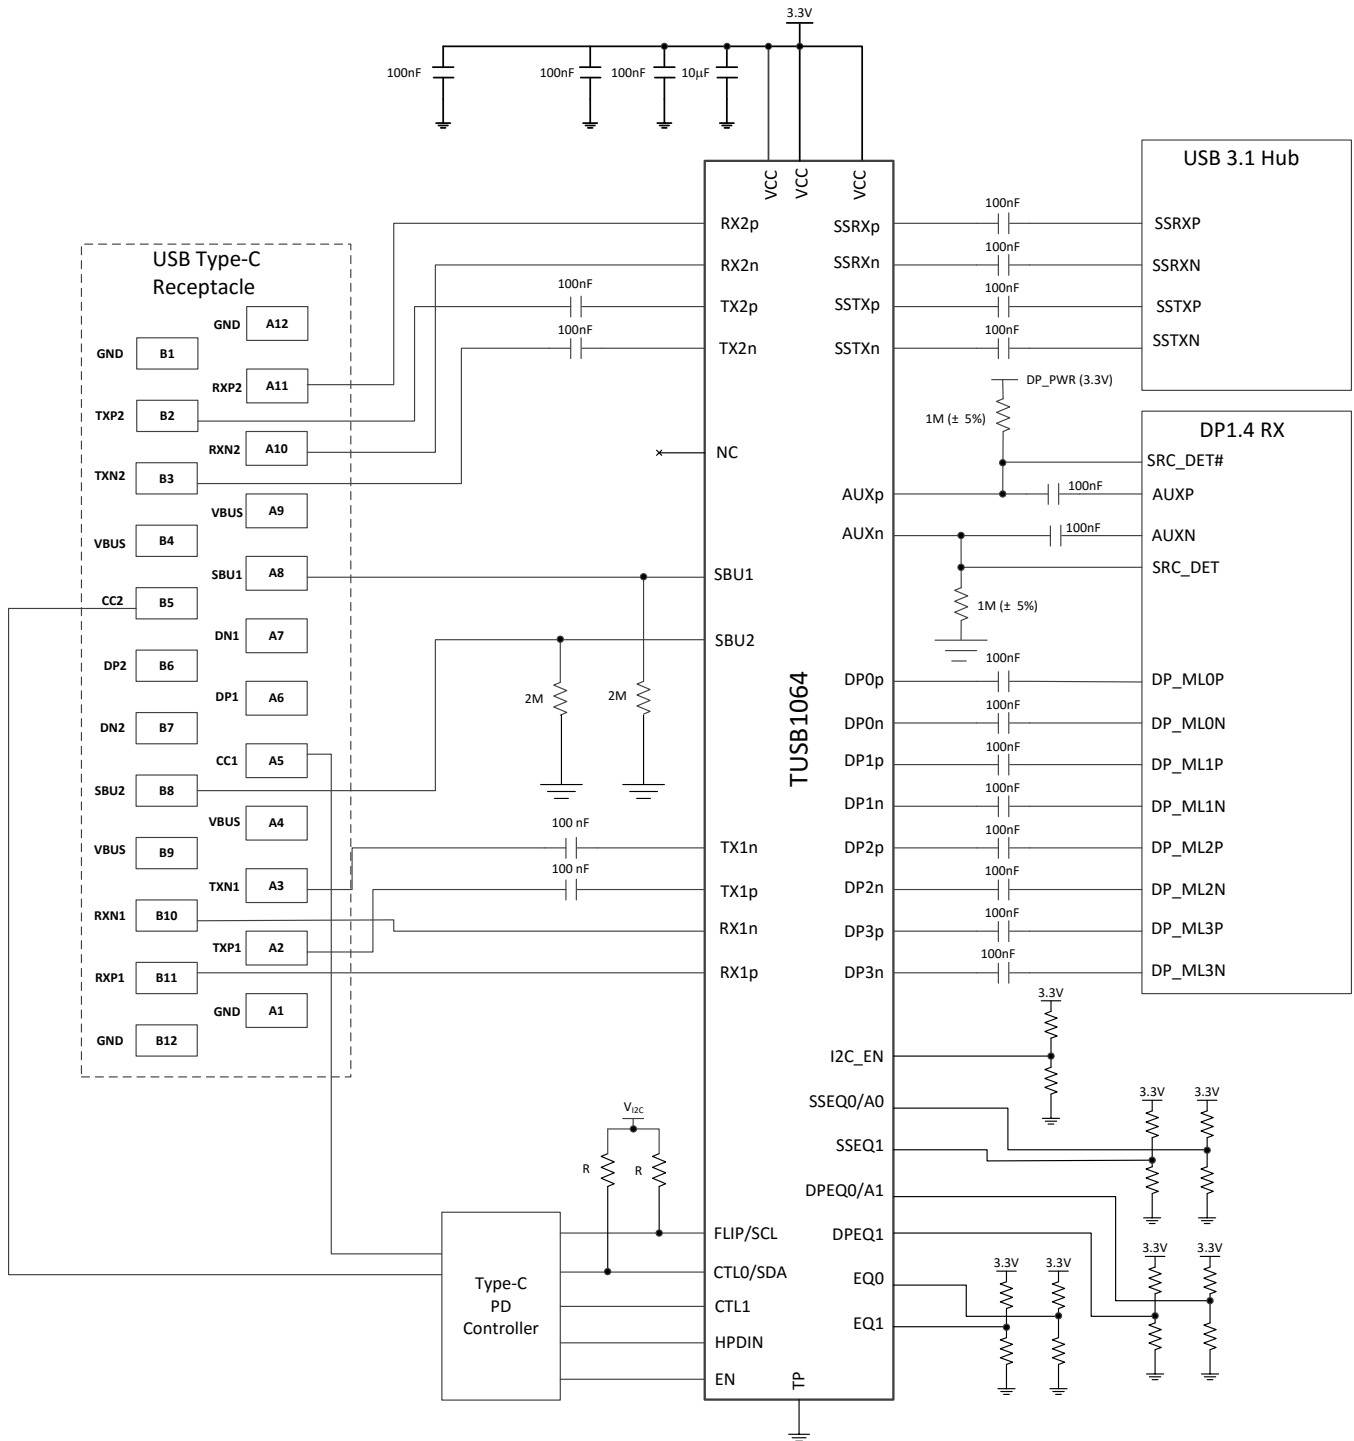 3.3V
100nF
100nF
100nF
10µF
VCC
VCC
VCC
USB 3.1 Hub
RX2p
SSRXp
100nF
SSRXP
RX2n
SSRXn
100nF
SSRXN
USB Type-C
Receptacle
100nF
TX2p
SSTXp
100nF
SSTXP
100nF
TX2n
SSTXn
100nF
SSTXN
GND
A12
GND
B1
RXP2
A11
TXP2
B2
RXN2
A10
TXN2
B3
VBUS
A9
VBUS
B4
SBU1
A8
CC2
B5
DN1
A7
DP2
B6
DP1
A6
DN2
B7
CC1
A5
SBU2
B8
VBUS
A4
VBUS
B9
TXN1
A3
RXN1
B10
TXP1
A2
RXP1
B11
GND
A1
GND
B12
DP_PWR (3.3V)
1M (± 5%)
DP1.4 RX
NC
SRC_DET#
AUXp
100nF
AUXP
AUXn
100nF
AUXN
SRC_DET
SBU1
1M (± 5%)
SBU2
2M
2M
TUSB1064
DP0p
100nF
DP_ML0P
DP0n
100nF
DP_ML0N
DP1p
100nF
DP_ML1P
DP1n
100nF
DP_ML1N
100 nF
TX1n
DP2p
100nF
DP_ML2P
100 nF
TX1p
DP2n
100nF
DP_ML2N
RX1n
DP3p
100nF
DP_ML3P
RX1p
DP3n
100nF
DP_ML3N
3.3V
I2C_EN
SSEQ0/A0
3.3V
3.3V
SSEQ1
VI2C
R
R
DPEQ0/A1
FLIP/SCL
DPEQ1
3.3V
3.3V
CTL0/SDA
EQ0
3.3V
3.3V
Type-C
PD
Controller
CTL1
EQ1
HPDIN
EN
TP